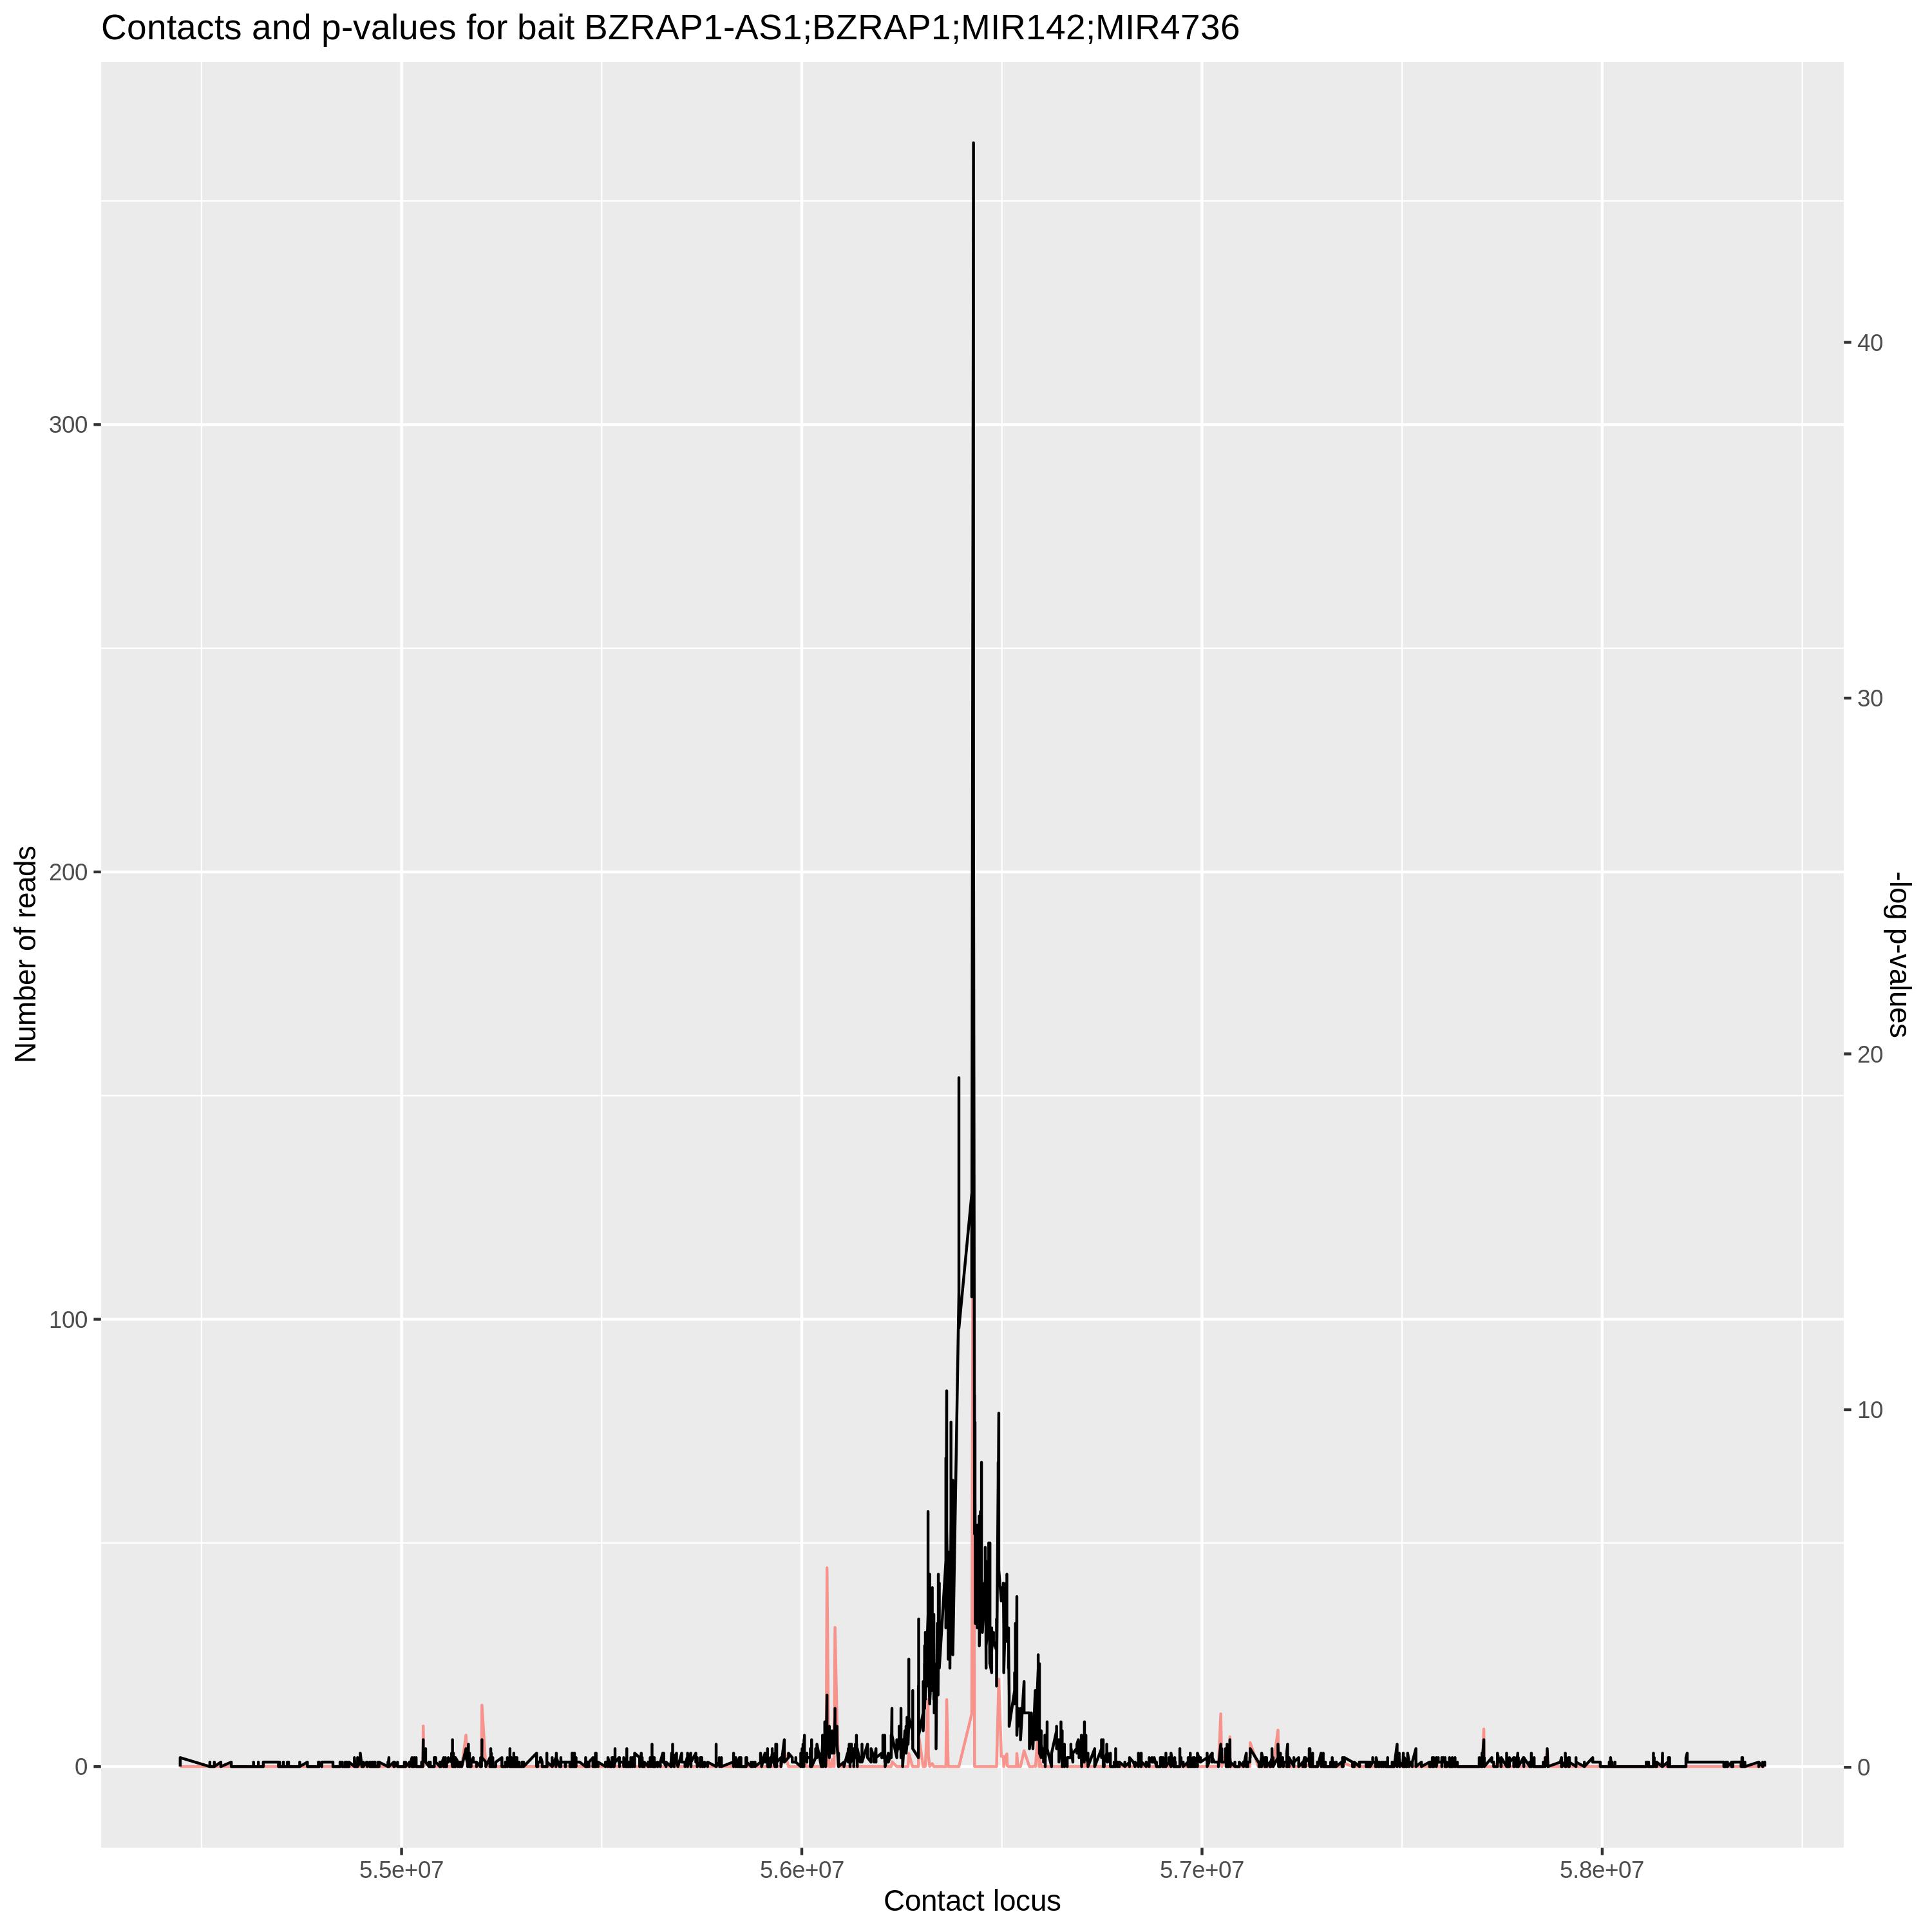 Contacts and p-values for bait BZRAP1-AS1;BZRAP1;MIR142;MIR4736
Number of reads
300
200
100
0
40
30
20
10
0
-log p-values
5.5e+07 5.6e+07 5.7e+07 5.8e+07
Contact locus